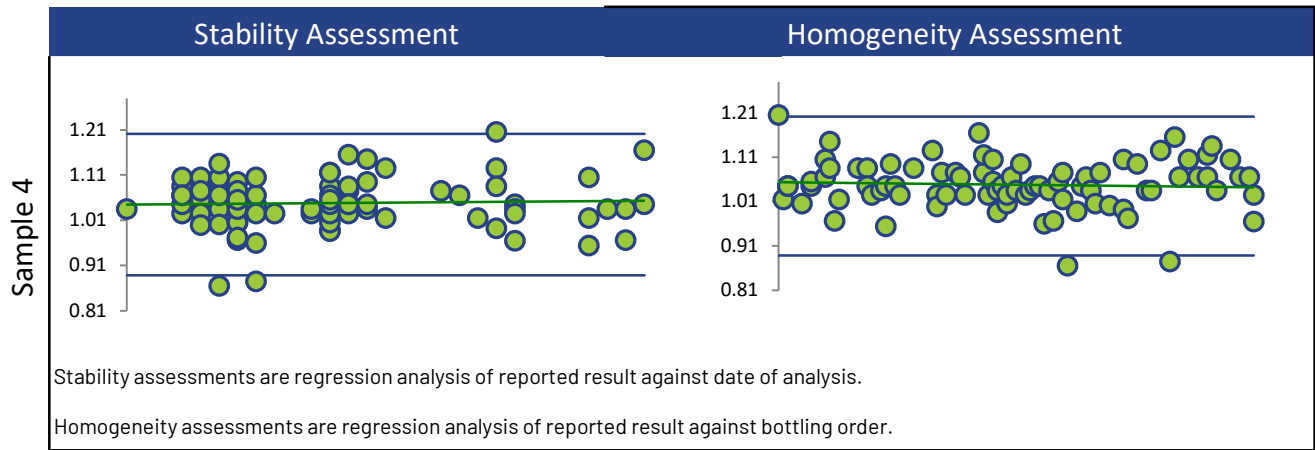 Stability Assessment
Homogeneity Assessment
Sample 4
1.21
1.11
1.01
0.91
0.81
1.21
1.11
1.01
0.91
0.81
Stability assessments are regression analysis of reported result against date of analysis.
Homogeneity assessments are regression analysis of reported result against bottling order.